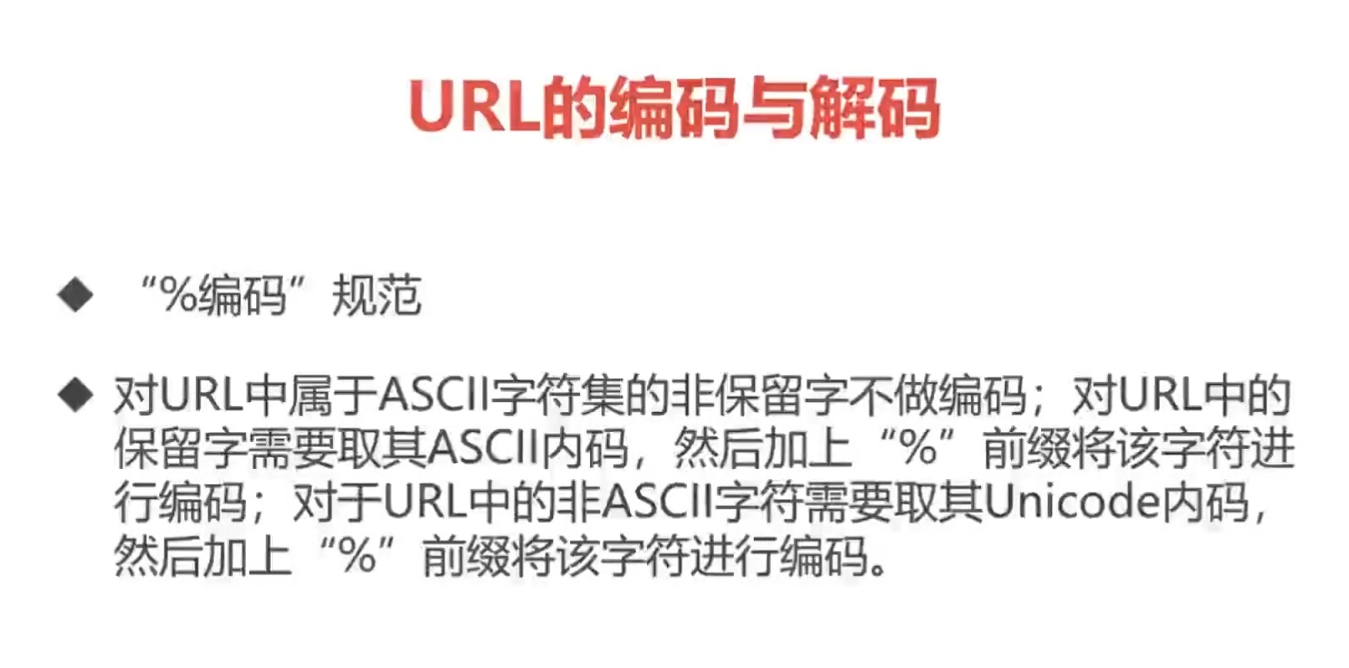 URL的编码与解码
◆ “%编码”规范
◆ 对URL中属于ASCII字符集的非保留字不做编码；对URL中的
保留字需要取其ASCII内码，然后加上“%”前缀将该字符进
行编码；对于URL中的非ASCII字符需要取其Unicode内码，
然后加上“%”前缀将该字符进行编码。